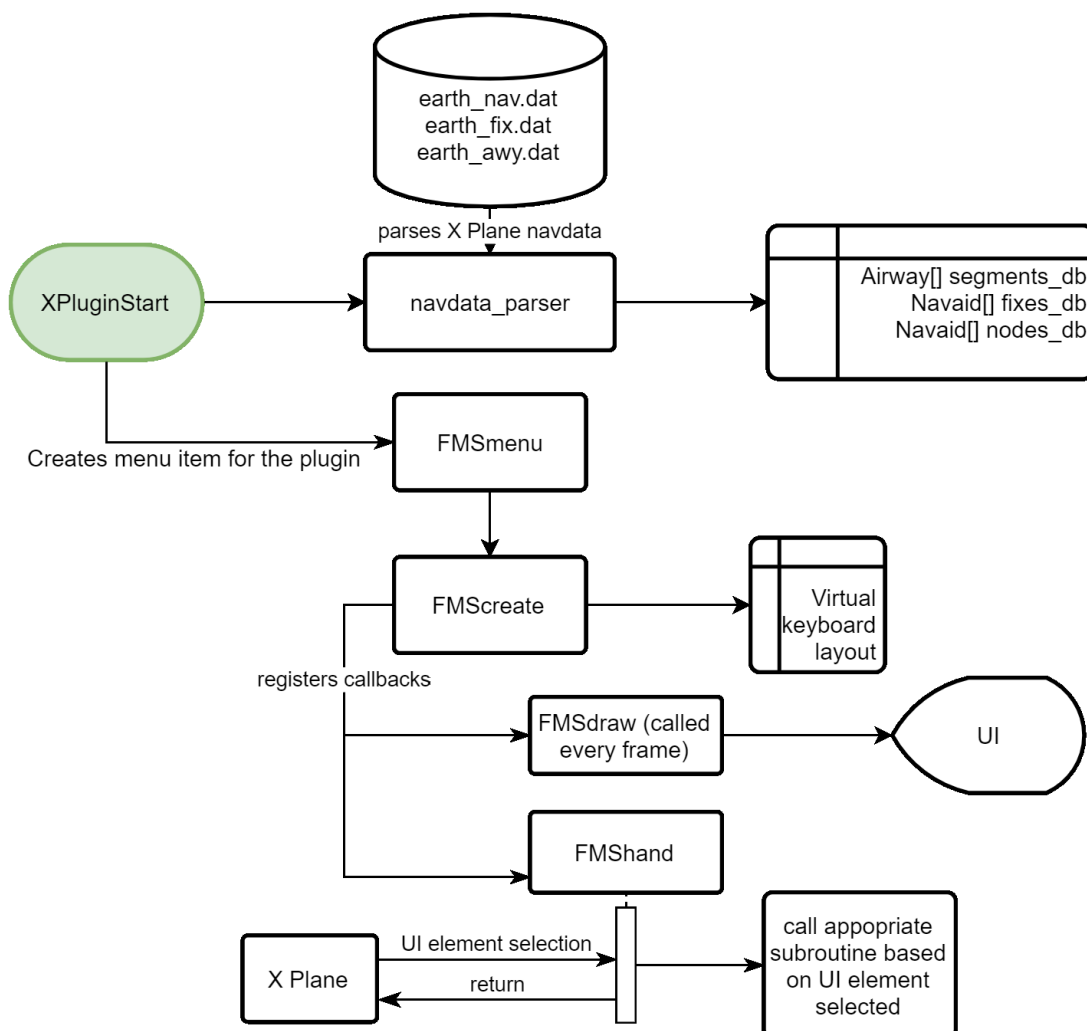 earth_nav.dat
earth_fix.dat
earth_awy.dat
parses X Plane navdata
XPluginStart
navdata_parser
Airway[] segments_db
Navaid[] fixes_db
Navaid[] nodes_db
FMSmenu
Creates menu item for the plugin
FMScreate
Virtual
keyboard
layout
registers callbacks
FMSdraw (called
every frame)
UI
FMShand
X Plane
UI element selection
return
call appopriate
subroutine based
on UI element
selected